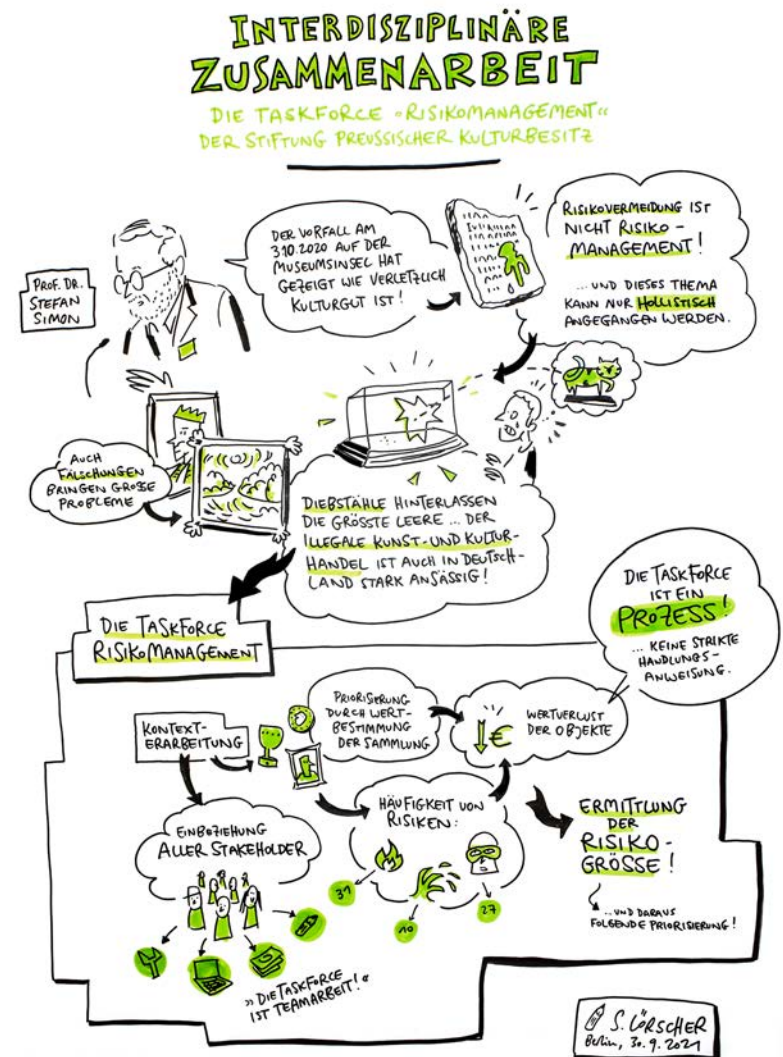 INTERDISZIPLINÄRE
ZUSAMMENARBEIT
DIE TASKFORCE »RISIKOMANAGEMENT«
DER STIFTUNG PREUSSISCHER KULTURBESITZ
PROF. DR.
STEFAN
SIMON
DER VORFALL AM
3.10.2020 AUF DER
MUSEUMSINSEL HAT
GEZEIGT WIE VERLETZLICH
KULTURGUT IST!
RISIKOVERMEIDUNG IST
NICHT RISIKO-
MANAGEMENT!
...UND DIESES THEMA
KANN NUR HOLLISTISCH
ANGEGANGEN WERDEN.
AUCH
FÄLSCHUNGEN
BRINGEN GROSSE
PROBLEME
DIEBSTÄHLE HINTERLASSEN
DIE GRÖSSTE LEERE... DER
ILLEGALE KUNST- UND KULTUR-
HANDEL IST AUCH IN DEUTSCH-
LAND STARK ANSÄSSIG!
DIE TASKFORCE
IST EIN
PROZESS!
... KEINE STRIKTE
HANDLUNGS-
ANWEISUNG.
DIE TASKFORCE
RISIKOMANAGEMENT
KONTEXT-
ERARBEITUNG
PRIORISIERUNG
DURCH WERT-
BESTIMMUNG
DER SAMMLUNG
€
WERTVERLUST
DER OBJEKTE
EINBEZIEHUNG
ALLER STAKEHOLDER
HÄUFIGKEIT VON
RISIKEN:
31
10
27
ERMITTLUNG
DER
RISIKO-
GRÖSSE!
...UND DARAUS
FOLGENDE PRIORISIERUNG!
»DIE TASKFORCE
IST TEAMARBEIT!«
S. LÖRSCHER
Berlin, 30.9.2021